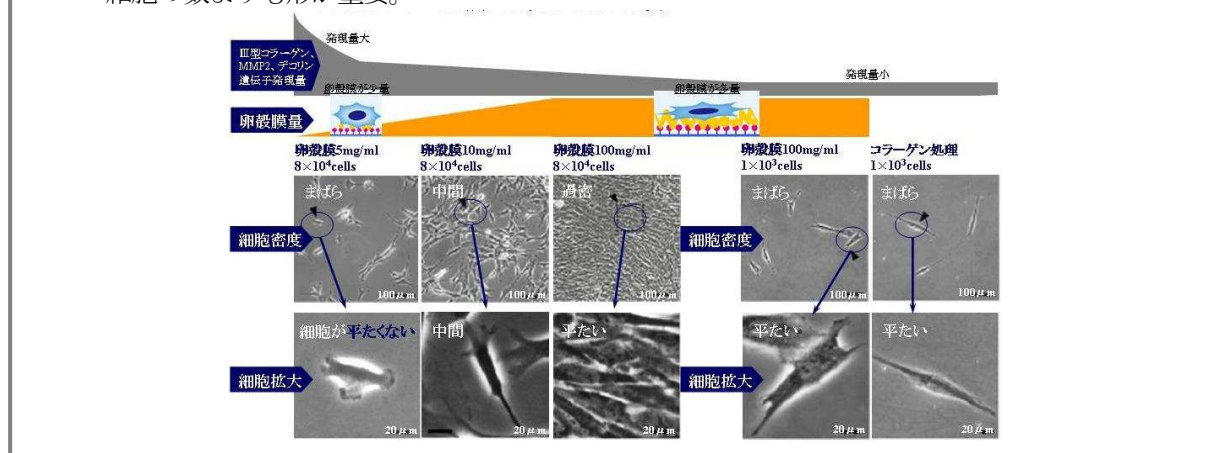 細胞の数よりも形が重要。
発現量大
Ⅲ型コラーゲン、
MMP2、デコリン
遺伝子発現量
発現量小
卵殻膜が少量
卵殻膜が多量
卵殻膜量
卵殻膜5mg/ml
8×10⁴cells
卵殻膜10mg/ml
8×10⁴cells
卵殻膜100mg/ml
8×10⁴cells
卵殻膜100mg/ml
1×10³cells
コラーゲン処理
1×10³cells
細胞密度
まばら
中間
過密
細胞密度
まばら
まばら
100μm
100μm
100μm
100μm
100μm
細胞拡大
細胞が平たくない
中間
平たい
細胞拡大
平たい
平たい
20μm
20μm
20μm
20μm
20μm